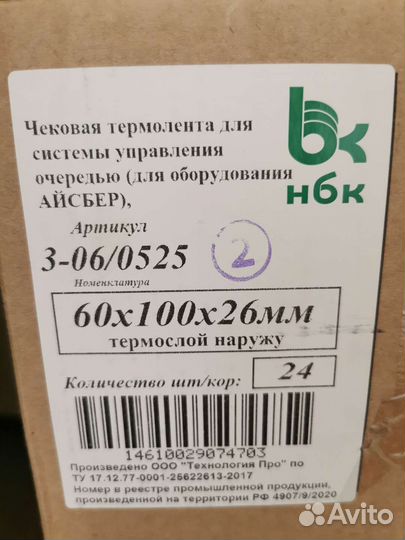 Чековая термолента для
системы управления
очередью (для оборудования
АЙСБЕР),
нбк
Артикул
3-06/0525
2
Номенклатура
60х100х26мм
термослой наружу
Количество шт/кор: 24
14610029074703
Произведено ООО "Технология Про" по
ТУ 17.12.77-0001-25622613-2017
Номер в реестре промышленной продукции,
произведенной на территории РФ 4907/9/2020
Avito